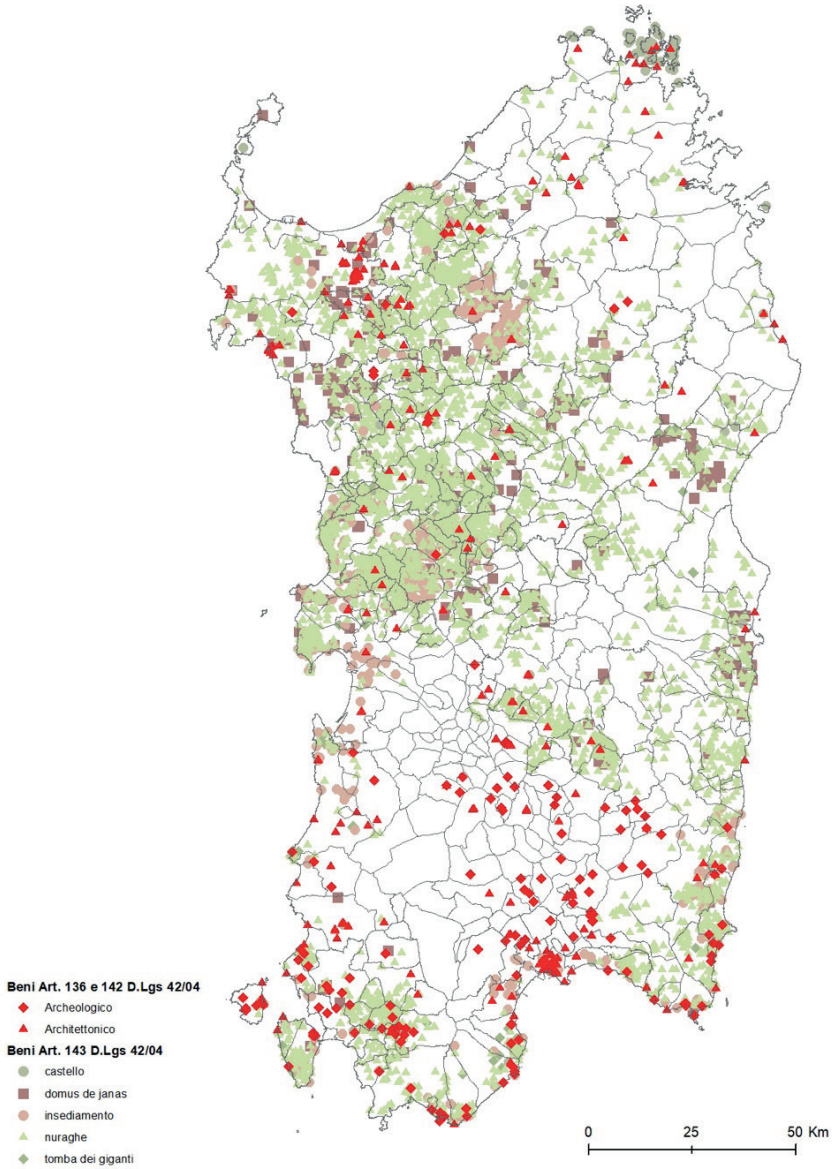 Beni Art. 136 e 142 D.Lgs 42/04
Archeologico
Architettonico
Beni Art. 143 D.Lgs 42/04
castello
domus de janas
insediamento
nuraghe
tomba dei giganti
0 25 50 Km